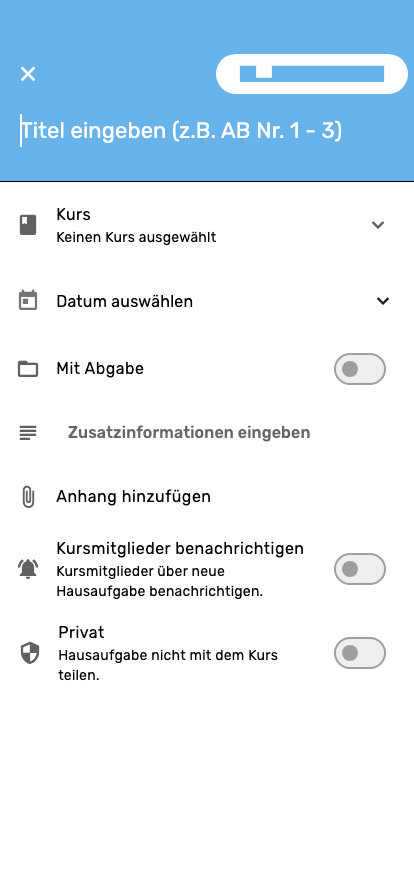 Titel eingeben (z.B. AB Nr. 1 - 3)
Kurs
Keinen Kurs ausgewählt
Datum auswählen
Mit Abgabe
Zusatzinformationen eingeben
Anhang hinzufügen
Kursmitglieder benachrichtigen
Kursmitglieder über neue
Hausaufgabe benachrichtigen.
Privat
Hausaufgabe nicht mit dem Kurs
teilen.